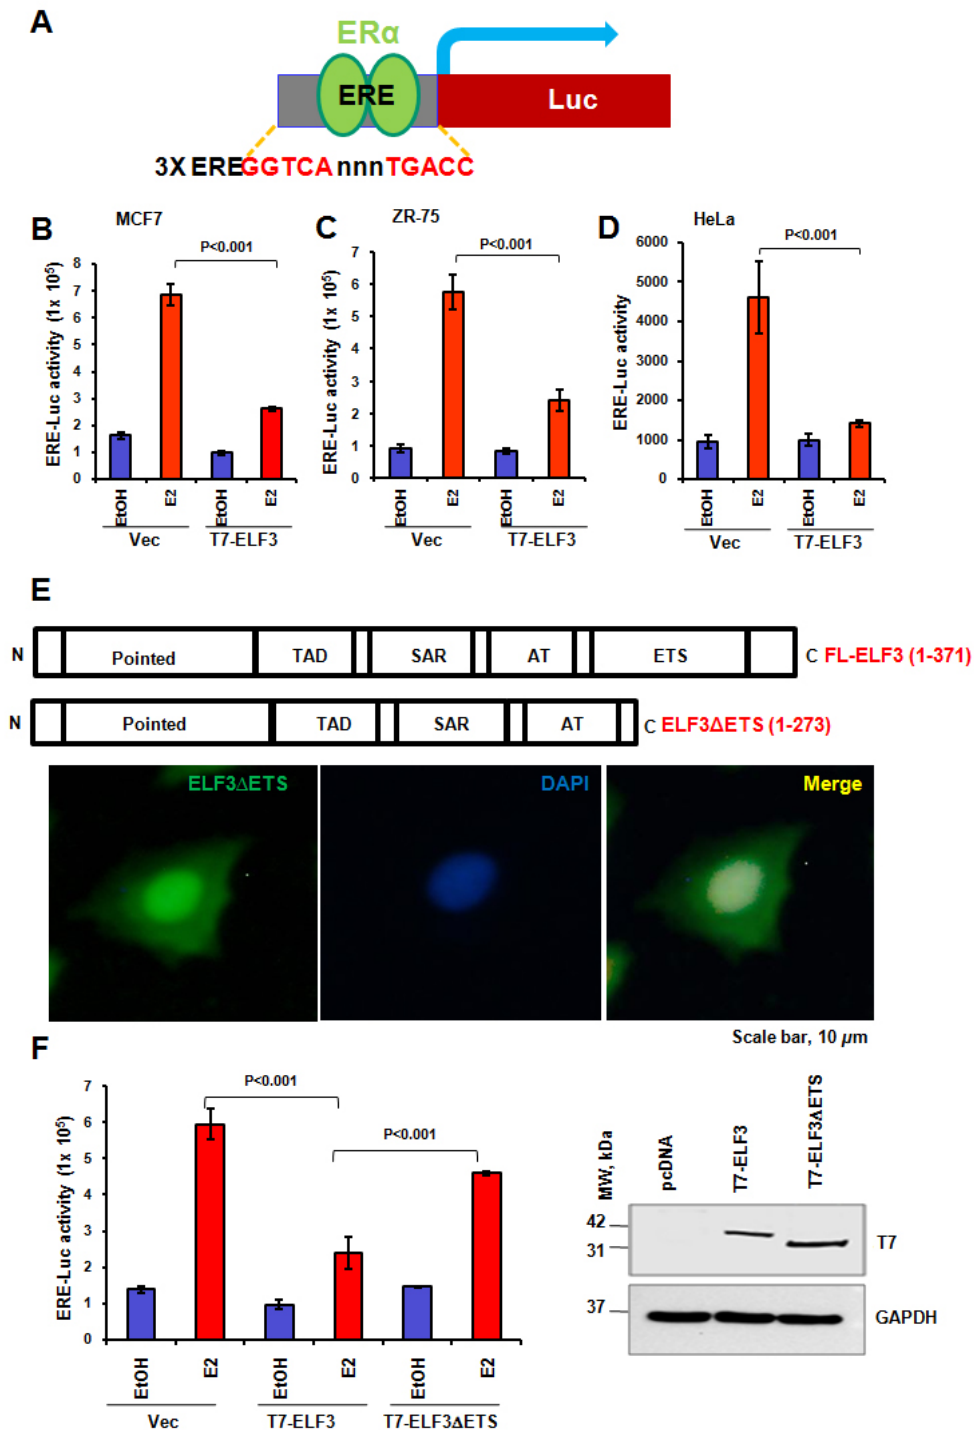 A
ERα
ERE
Luc
3X EREGGTCAnnnTGACC
B
MCF7
P<0.001
ERE-Luc activity (1x 10⁵)
8
7
6
5
4
3
2
1
0
EtOH
E2
EtOH
E2
Vec
T7-ELF3
C
ZR-75
P<0.001
ERE-Luc activity (1x 10⁵)
7
6
5
4
3
2
1
0
EtOH
E2
EtOH
E2
Vec
T7-ELF3
D
HeLa
P<0.001
ERE-Luc activity
6000
5000
4000
3000
2000
1000
0
EtOH
E2
EtOH
E2
Vec
T7-ELF3
E
N Pointed TAD SAR AT ETS C FL-ELF3 (1-371)
N Pointed TAD SAR AT C ELF3ΔETS (1-273)
ELF3ΔETS
DAPI
Merge
Scale bar, 10 µm
F
P<0.001
P<0.001
ERE-Luc activity (1x 10⁵)
7
6
5
4
3
2
1
0
EtOH
E2
EtOH
E2
EtOH
E2
Vec
T7-ELF3
T7-ELF3ΔETS
MW, kDa
pcDNA
T7-ELF3
T7-ELF3ΔETS
42
31
T7
37
GAPDH